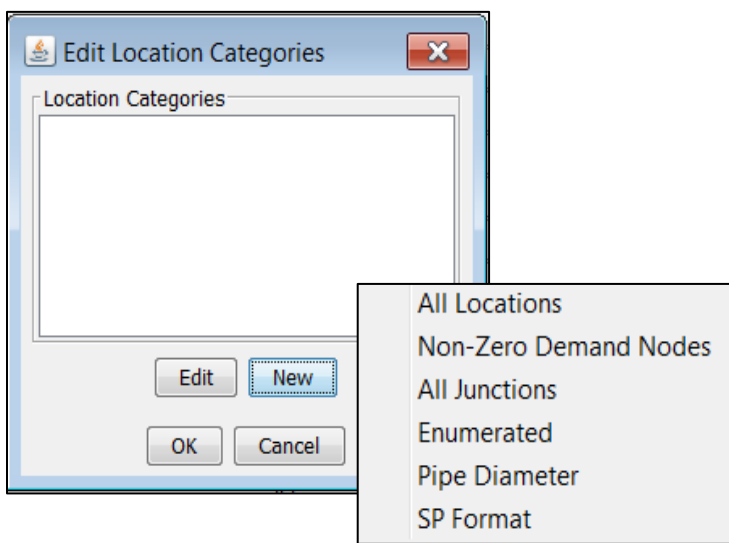 Edit Location Categories
Location Categories
Edit
New
OK
Cancel
All Locations
Non-Zero Demand Nodes
All Junctions
Enumerated
Pipe Diameter
SP Format